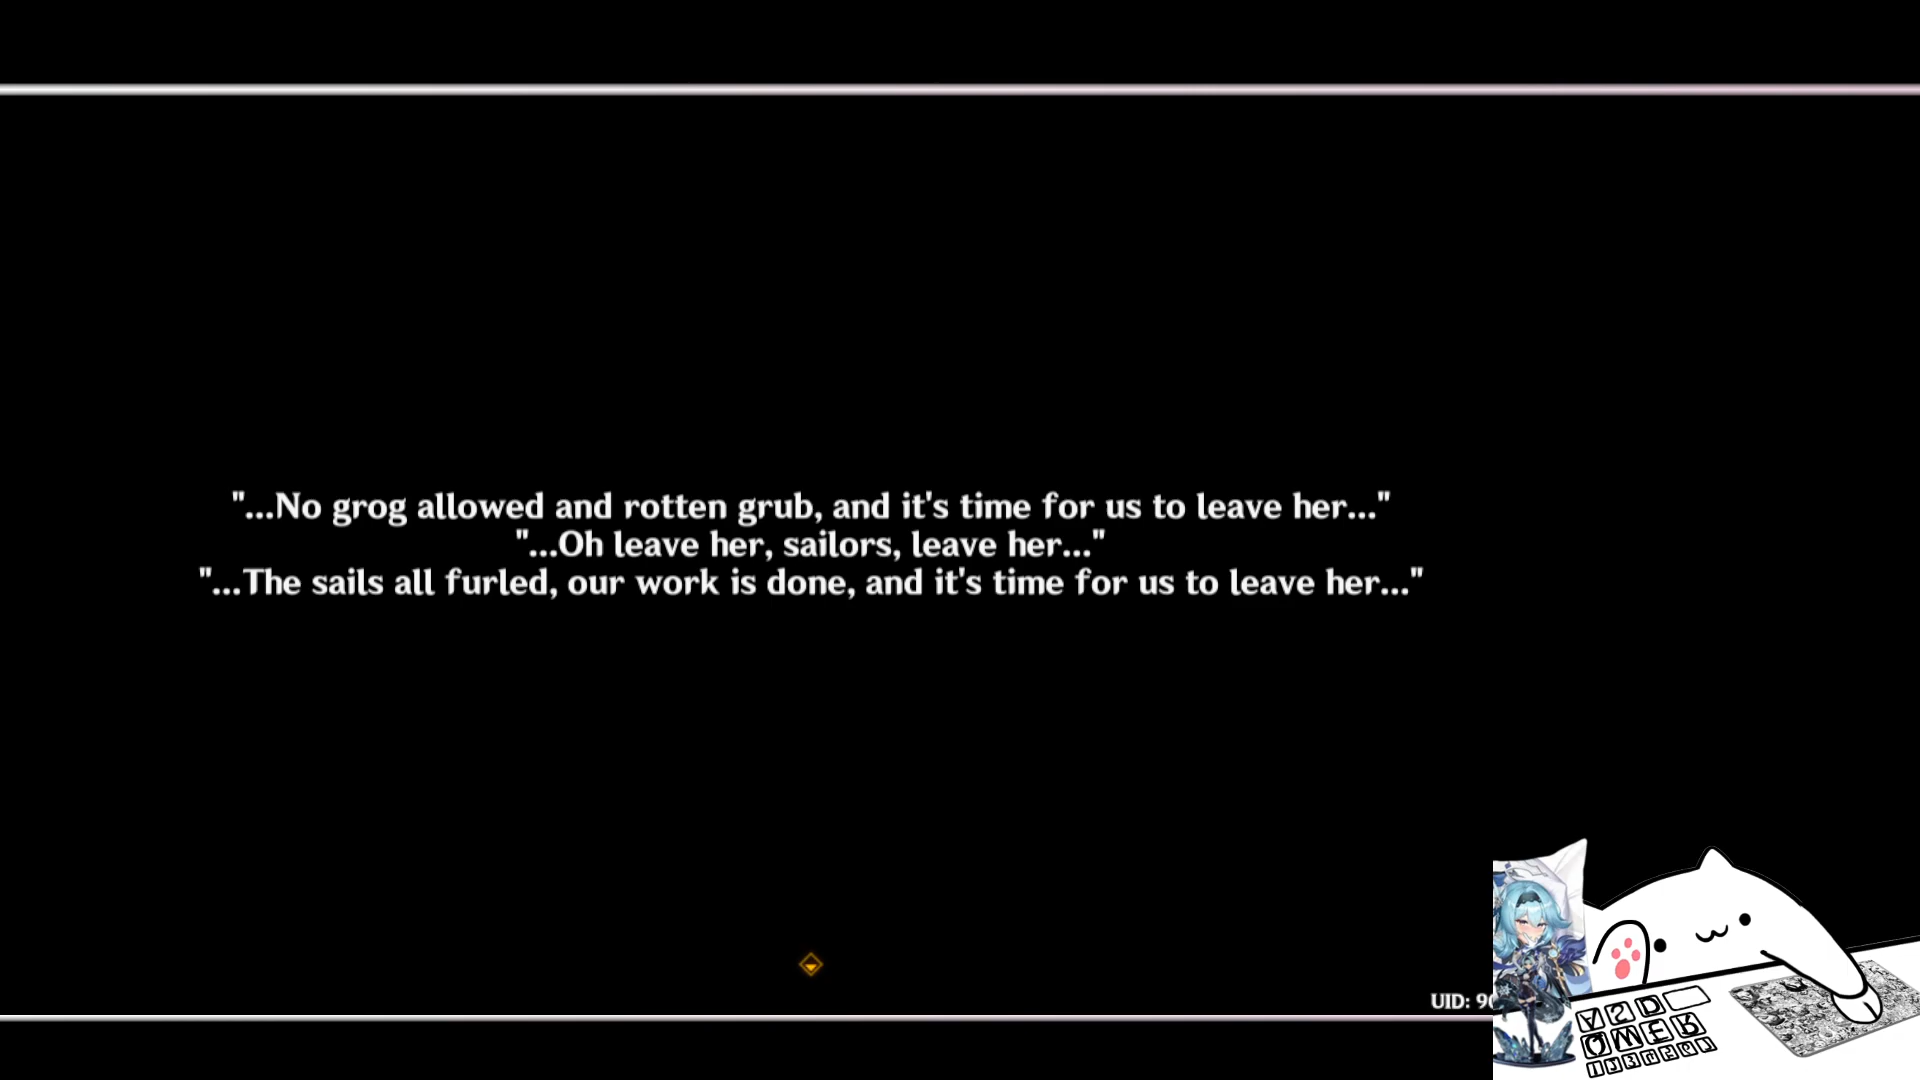 "...No grog allowed and rotten grub, and it's time for us to leave her..."
"...Oh leave her, sailors, leave her..."
"...The sails all furled, our work is done, and it's time for us to leave her..."
UID: 90